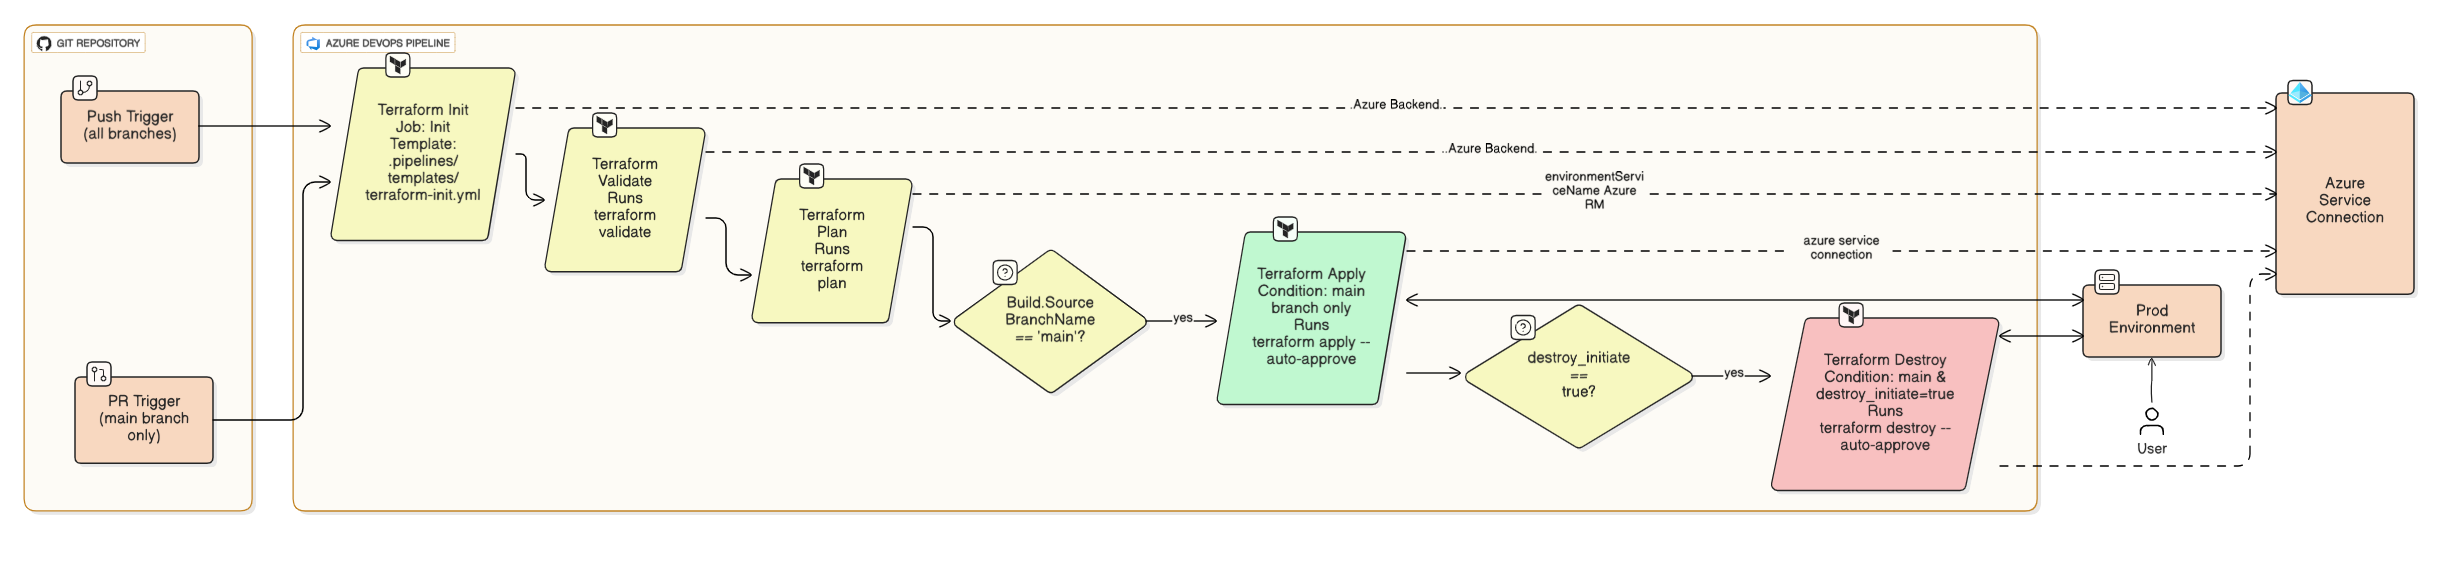 GIT REPOSITORY
Push Trigger
(all branches)
PR Trigger
(main branch
only)
AZURE DEVOPS PIPELINE
Terraform Init
Job: Init
Template:
.pipelines/
templates/
terraform-init.yml
Terraform
Validate
Runs
terraform
validate
Terraform
Plan
Runs
terraform
plan
Build.Source
BranchName
== 'main'?
yes
Terraform Apply
Condition: main
branch only
Runs
terraform apply --
auto-approve
destroy_initiate
==
true?
yes
Terraform Destroy
Condition: main &
destroy_initiate=true
Runs
terraform destroy --
auto-approve
Azure Backend
Azure Backend
environmentServi
ceName Azure
RM
azure service
connection
Prod
Environment
User
Azure
Service
Connection